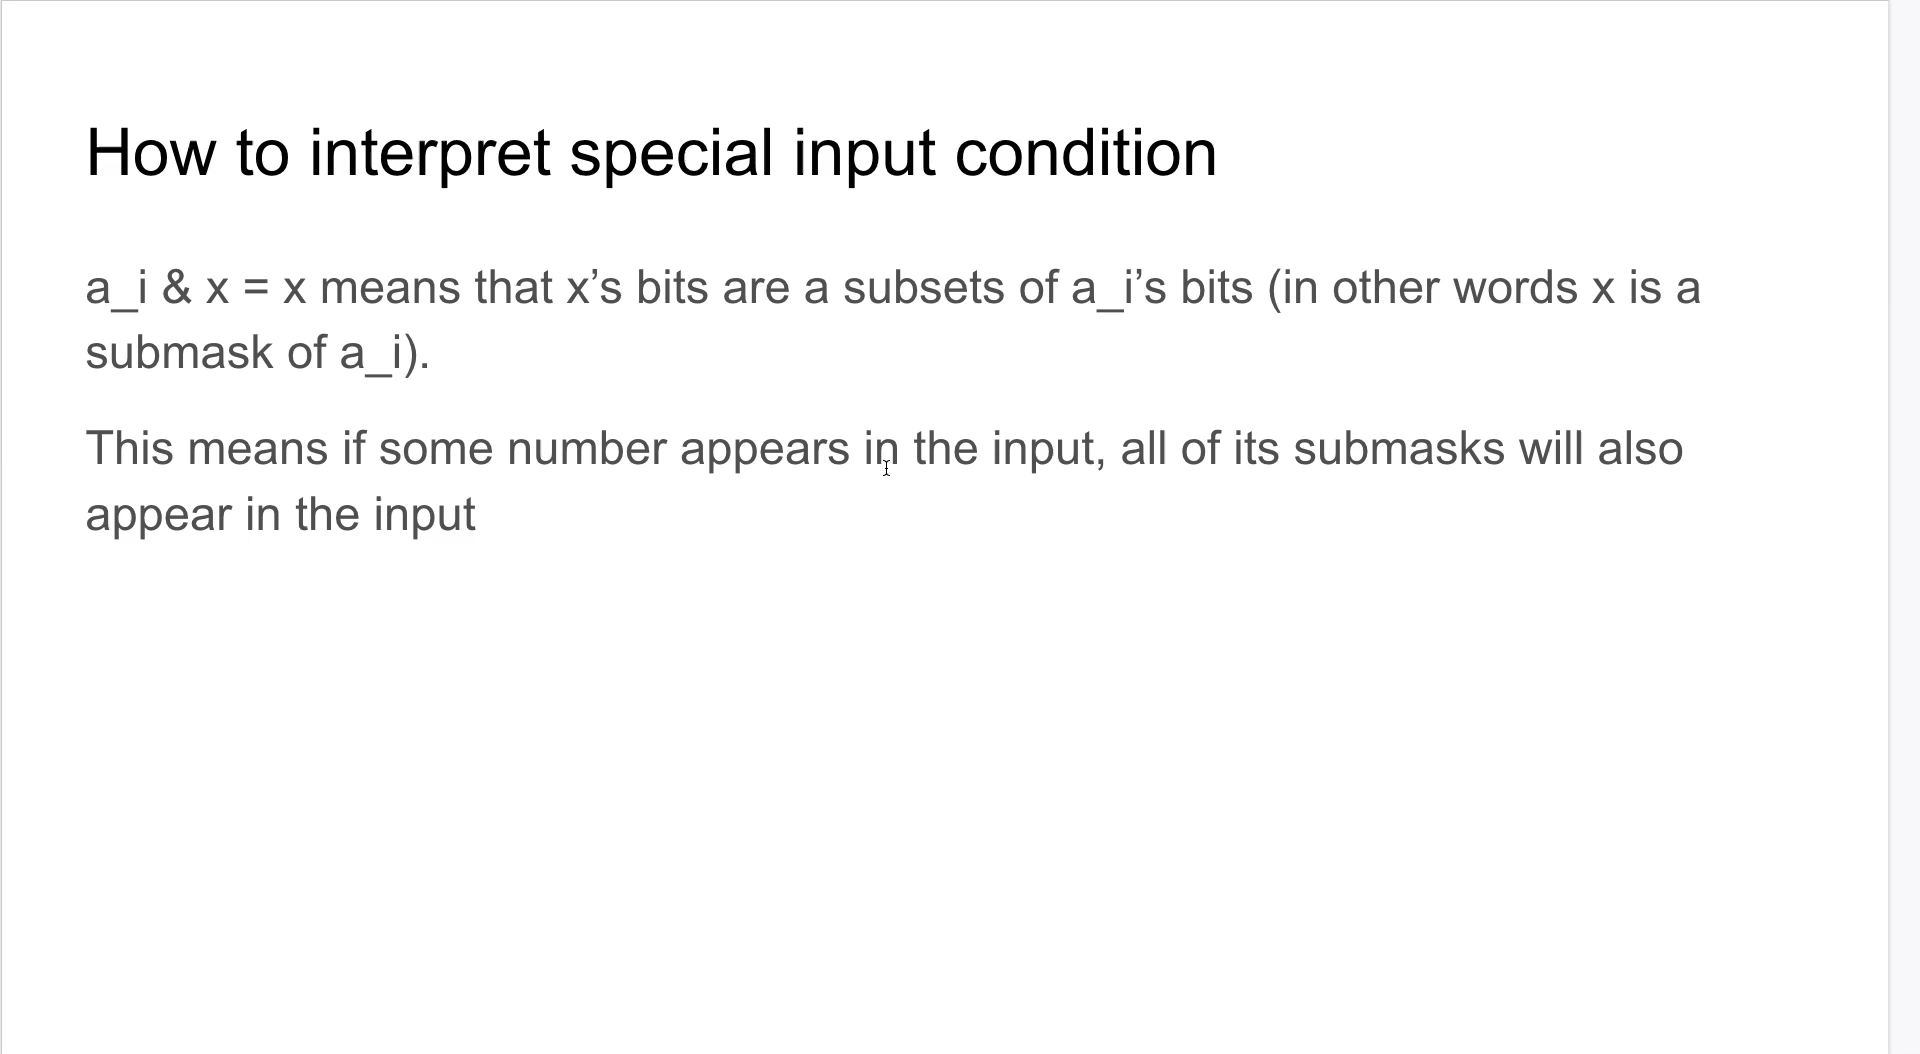 How to interpret special input condition
a_i & x = x means that x’s bits are a subsets of a_i’s bits (in other words x is a
submask of a_i).
This means if some number appears in the input, all of its submasks will also
appear in the input